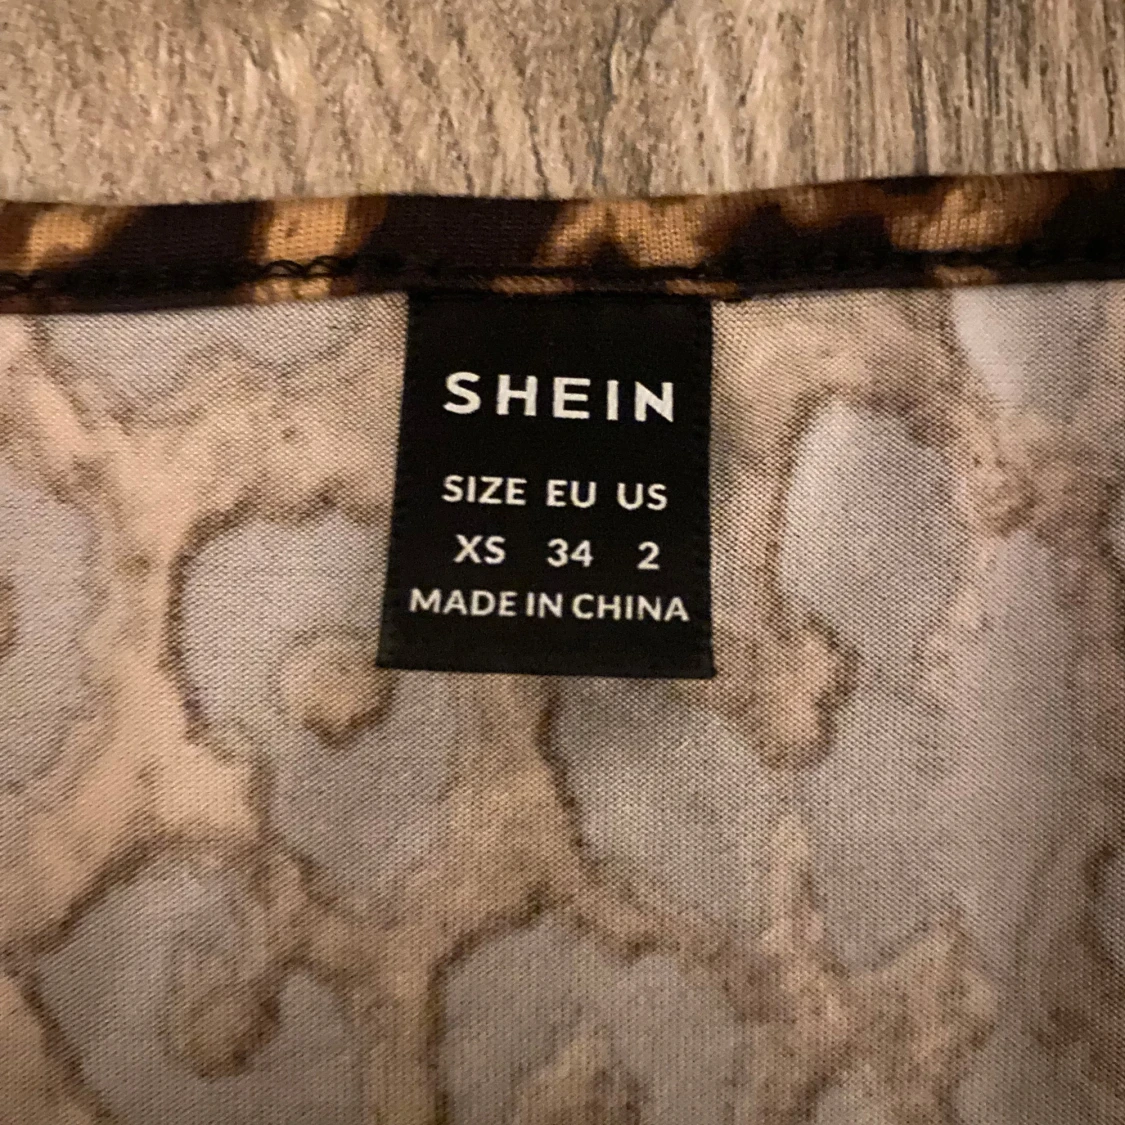 SHEIN
SIZE EU US
XS 34 2
MADE IN CHINA